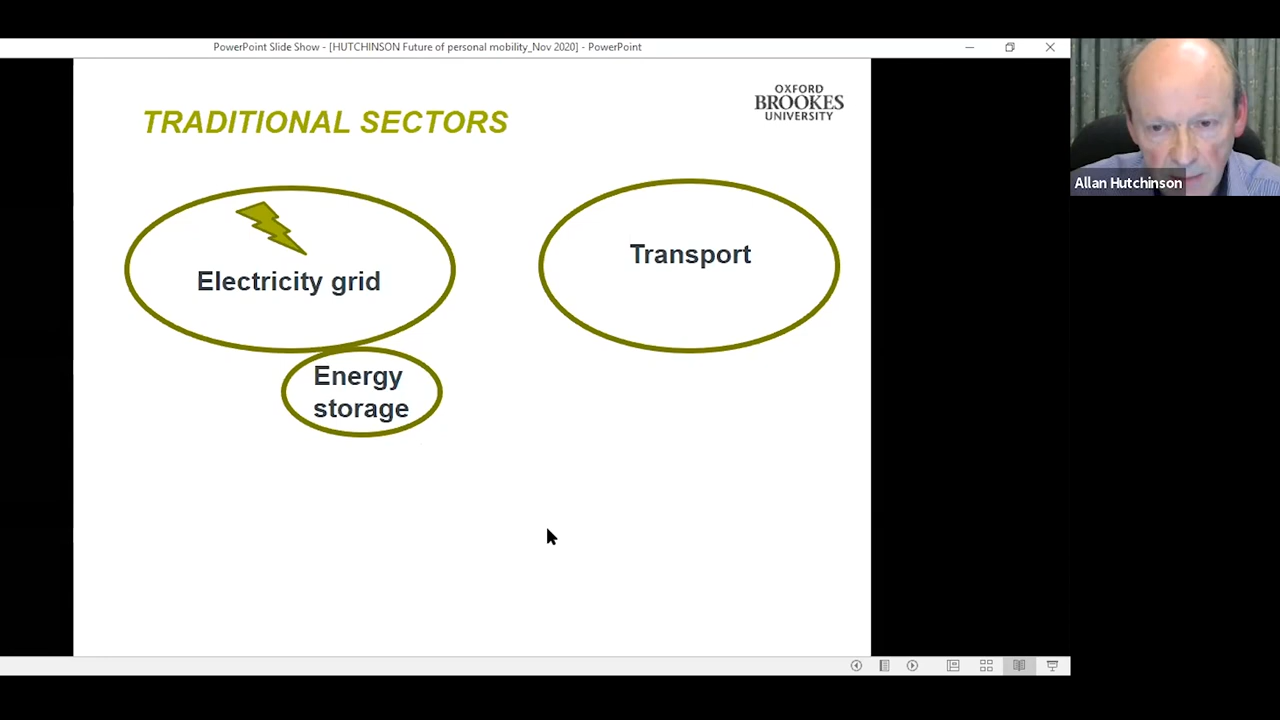 PowerPoint Slide Show - [HUTCHINSON Future of personal mobility_Nov 2020] - PowerPoint
TRADITIONAL SECTORS
OXFORD
BROOKES
UNIVERSITY
Allan Hutchinson
Electricity grid
Transport
Energy
storage